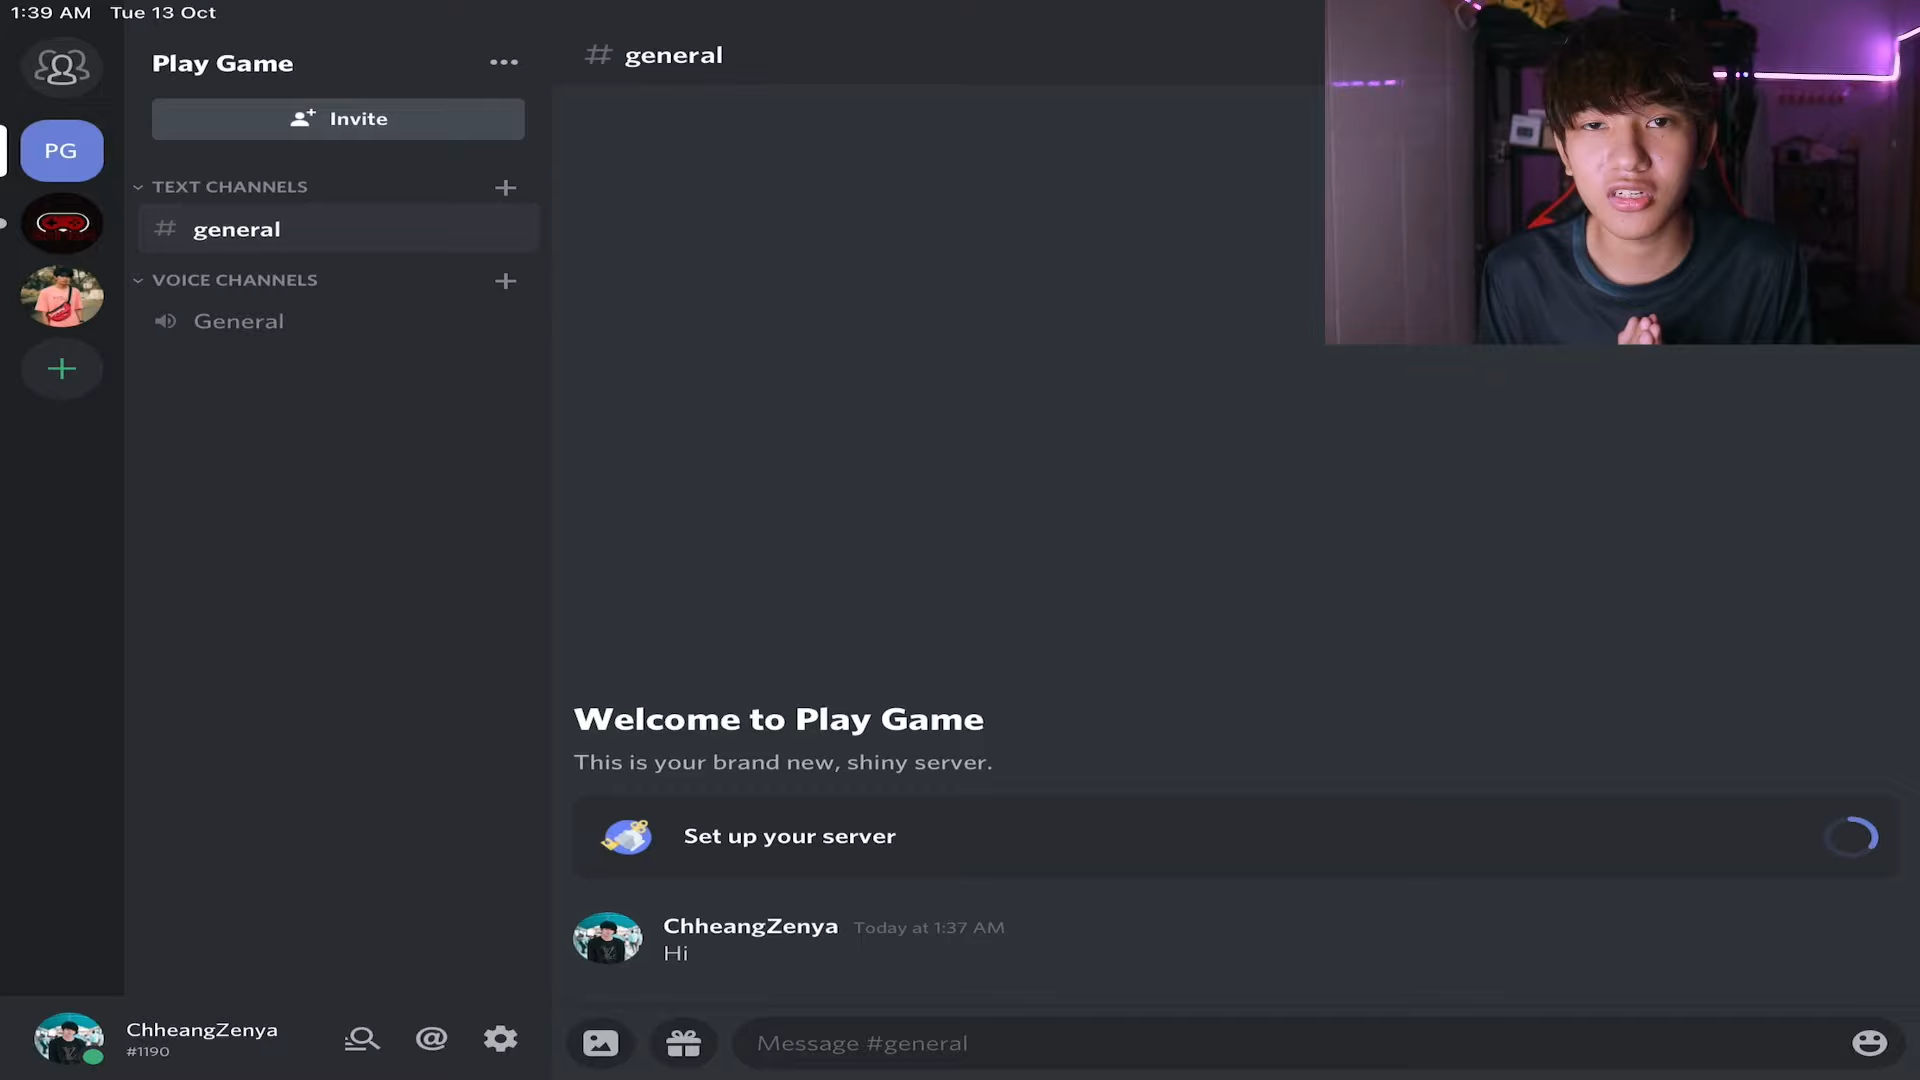 1:39 AM Tue 13 Oct
Play Game
Invite
PG
TEXT CHANNELS
general
VOICE CHANNELS
General
# general
Welcome to Play Game
This is your brand new, shiny server.
Set up your server
ChheangZenya Today at 1:37 AM
Hi
ChheangZenya
#1190
Message #general